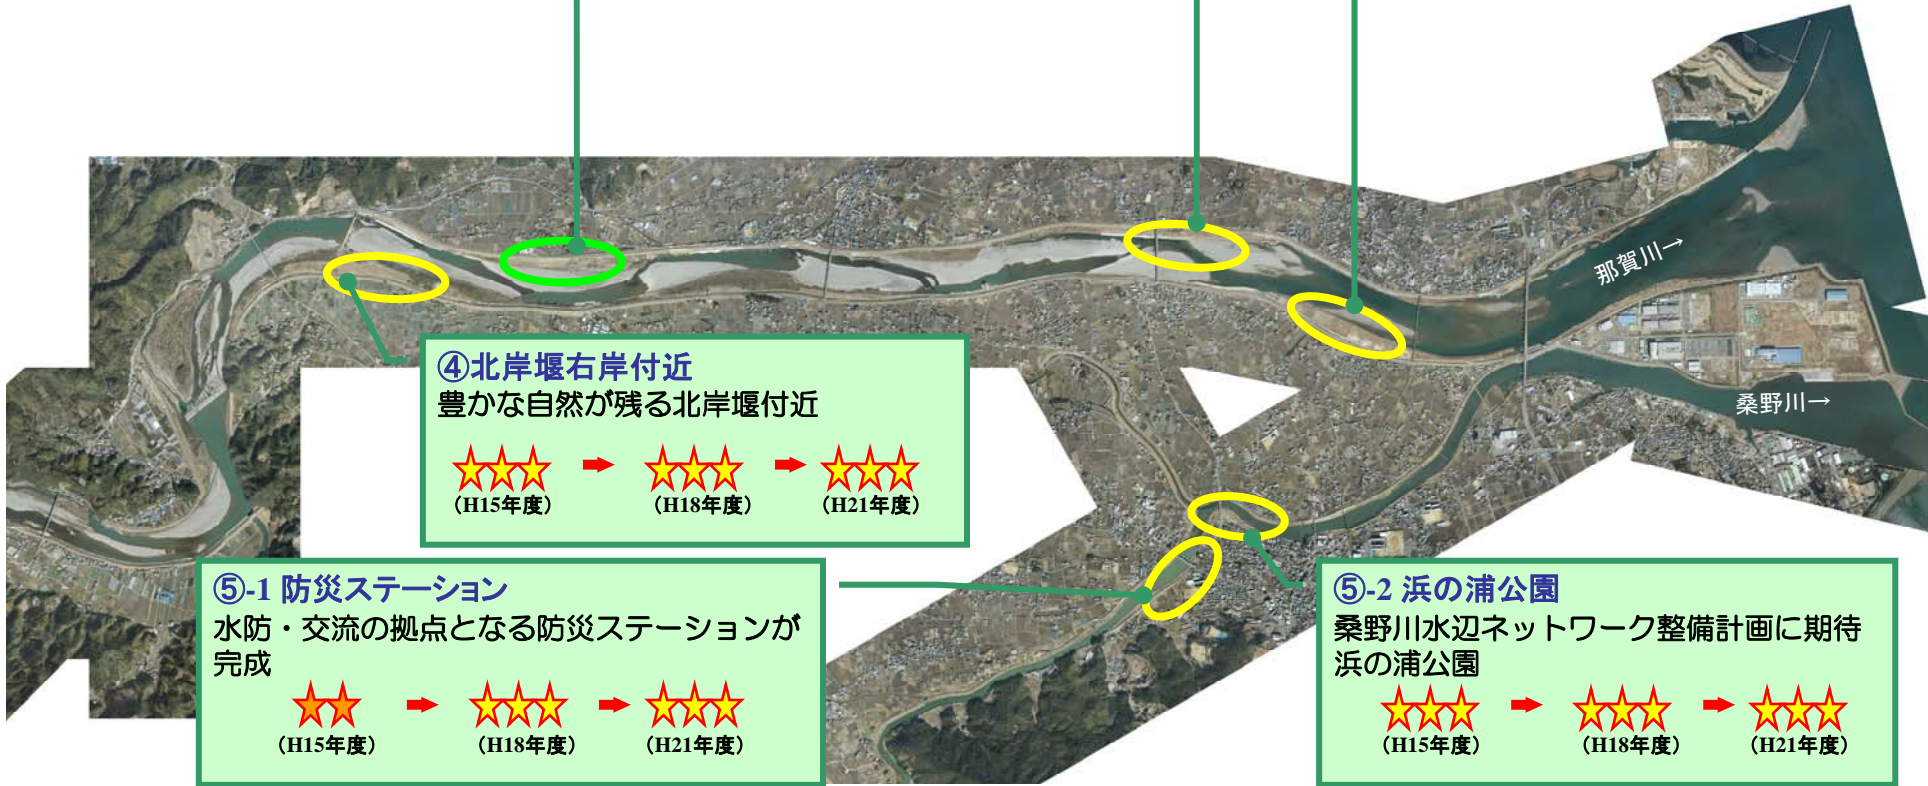 那賀川→
桑野川→
④北岸堰右岸付近
豊かな自然が残る北岸堰付近
（H15年度）
（H18年度）
（H21年度）
⑤-1 防災ステーション
水防・交流の拠点となる防災ステーションが
完成
（H15年度）
（H18年度）
（H21年度）
⑤-2 浜の浦公園
桑野川水辺ネットワーク整備計画に期待
浜の浦公園
（H15年度）
（H18年度）
（H21年度）